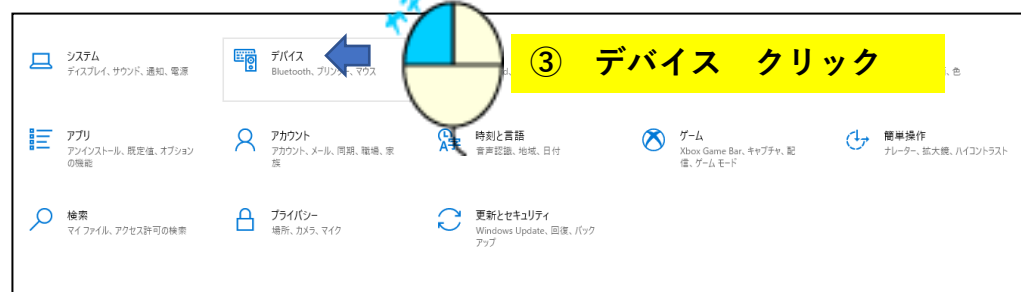 カチ
③ デバイス クリック
システム
ディスプレイ、サウンド、通知、電源
デバイス
Bluetooth、プリンター、マウス
、色
アプリ
アンインストール、既定値、オプション
の機能
アカウント
アカウント、メール、同期、職場、家
族
時刻と言語
音声認識、地域、日付
ゲーム
Xbox Game Bar、キャプチャ、配
信、ゲーム モード
簡単操作
ナレーター、拡大鏡、ハイコントラスト
検索
マイ ファイル、アクセス許可の検索
プライバシー
場所、カメラ、マイク
更新とセキュリティ
Windows Update、回復、バック
アップ